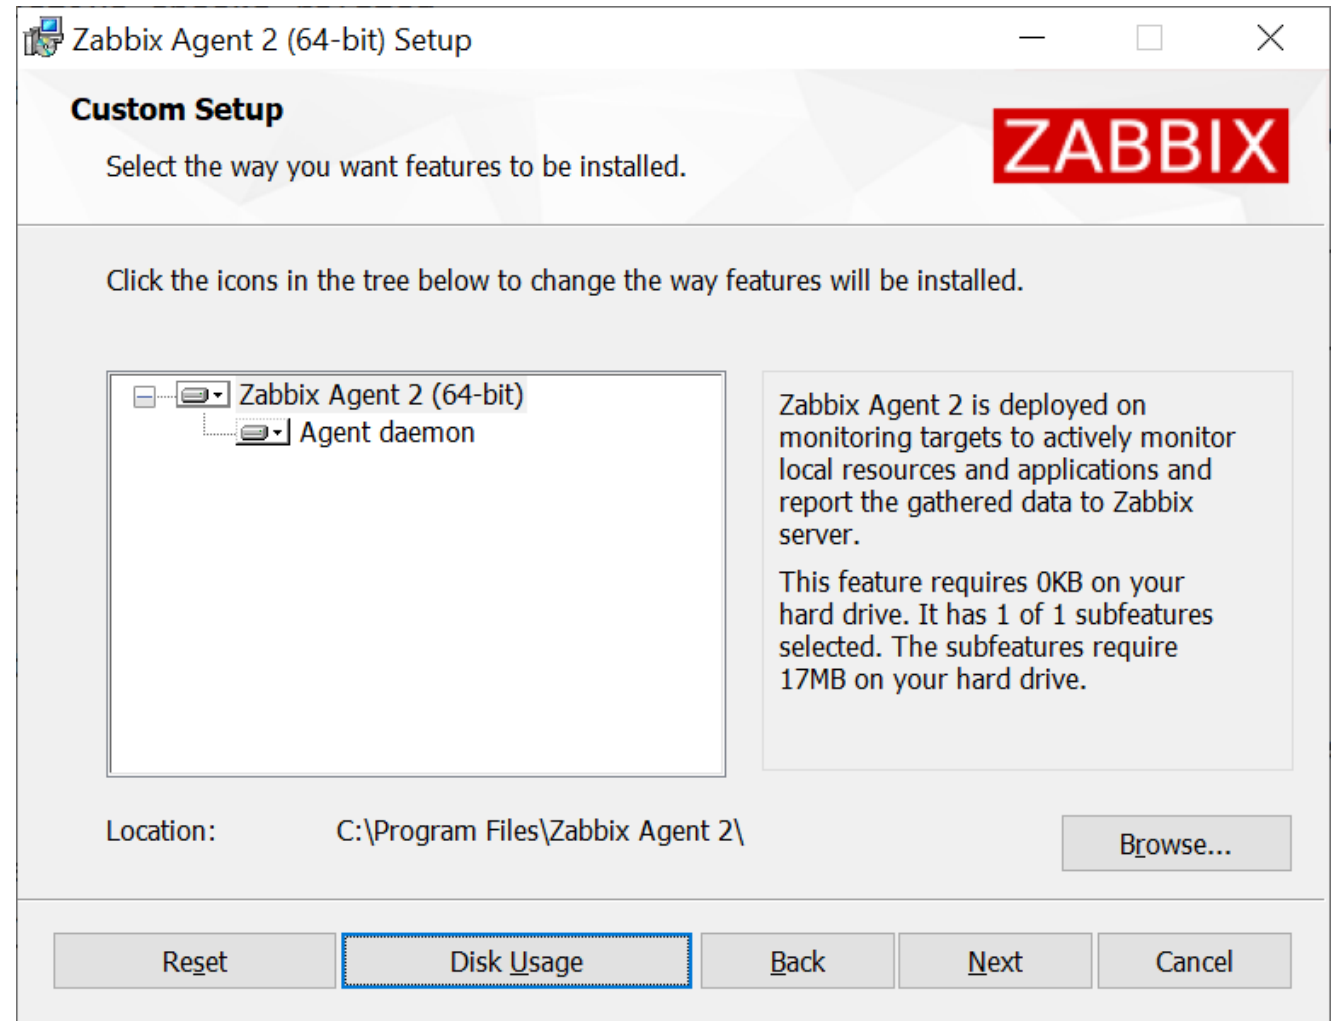 Zabbix Agent 2 (64-bit) Setup
Custom Setup
Select the way you want features to be installed.
ZABBIX
Click the icons in the tree below to change the way features will be installed.
Zabbix Agent 2 (64-bit)
Agent daemon
Zabbix Agent 2 is deployed on
monitoring targets to actively monitor
local resources and applications and
report the gathered data to Zabbix
server.
This feature requires 0KB on your
hard drive. It has 1 of 1 subfeatures
selected. The subfeatures require
17MB on your hard drive.
Location: C:\Program Files\Zabbix Agent 2\
Browse...
Reset Disk Usage Back Next Cancel